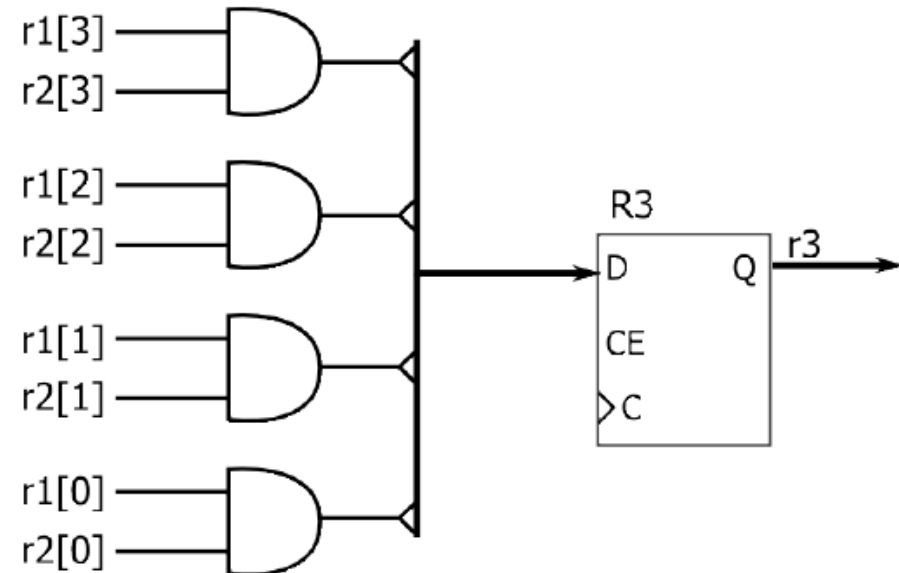 r1[3]
r2[3]
r1[2]
r2[2]
R3
D
Q
r3
CE
C
r1[1]
r2[1]
r1[0]
r2[0]